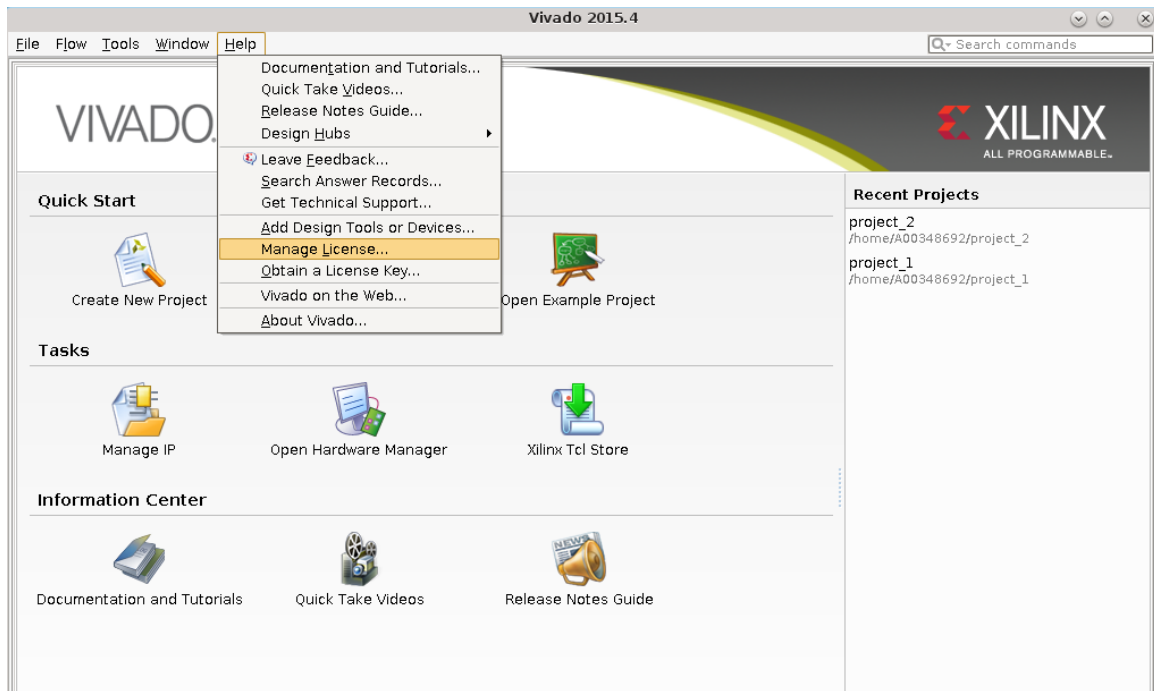 Vivado 2015.4
File Flow Tools Window Help
Search commands
Documentation and Tutorials...
Quick Take Videos...
Release Notes Guide...
Design Hubs
Leave Feedback...
Search Answer Records...
Get Technical Support...
Add Design Tools or Devices...
Manage License...
Obtain a License Key...
Vivado on the Web...
About Vivado...
VIVADO.
XILINX
ALL PROGRAMMABLE™
Quick Start
Create New Project
Open Example Project
Tasks
Manage IP
Open Hardware Manager
Xilinx Tcl Store
Information Center
NEWS
Documentation and Tutorials
Quick Take Videos
Release Notes Guide
Recent Projects
project_2
/home/A00348692/project_2
project_1
/home/A00348692/project_1